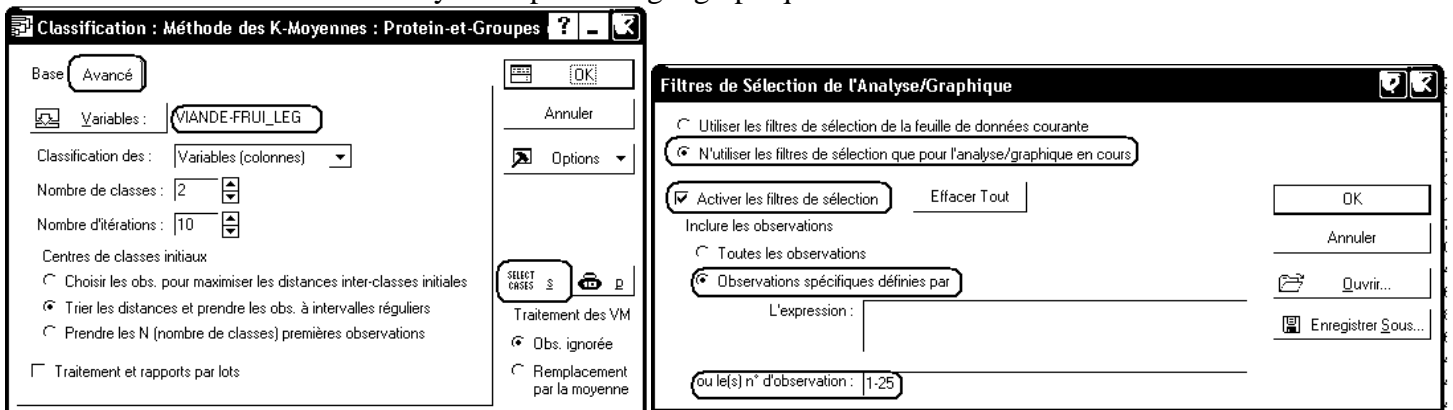 Classification : Méthode des K-Moyennes : Protein-et-Groupes
Base Avancé
OK
Variables : VIANDE-FRUI_LEG
Annuler
Classification des : Variables (colonnes)
Options
Nombre de classes : 2
Nombre d'itérations : 10
Centres de classes initiaux
Choisir les obs. pour maximiser les distances inter-classes initiales
Trier les distances et prendre les obs. à intervalles réguliers
Prendre les N (nombre de classes) premières observations
SELECT CASES S D
Traitement des VM
Obs. ignorée
Remplacement par la moyenne
Traitement et rapports par lots
Filtres de Sélection de l'Analyse/Graphique
Utiliser les filtres de sélection de la feuille de données courante
N'utiliser les filtres de sélection que pour l'analyse/graphique en cours
Activer les filtres de sélection Effacer Tout
OK
Inclure les observations
Annuler
Toutes les observations
Observations spécifiques définies par
Ouvrir...
L'expression :
Enregistrer Sous...
ou le(s) n° d'observation : 1-25